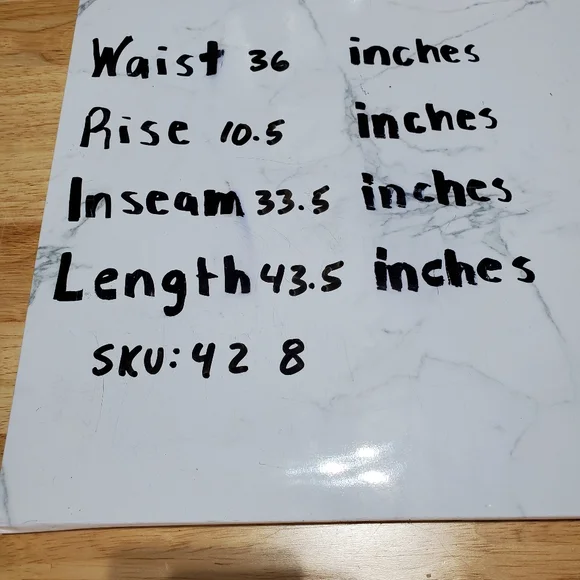 Waist 36 inches
Rise 10.5 inches
Inseam 33.5 inches
Length 43.5 inches
SKU: 42 8